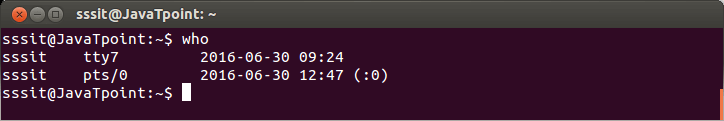 sssit@JavaTpoint: ~
sssit@JavaTpoint:~$ who
sssit    tty7         2016-06-30 09:24
sssit    pts/0        2016-06-30 12:47 (:0)
sssit@JavaTpoint:~$